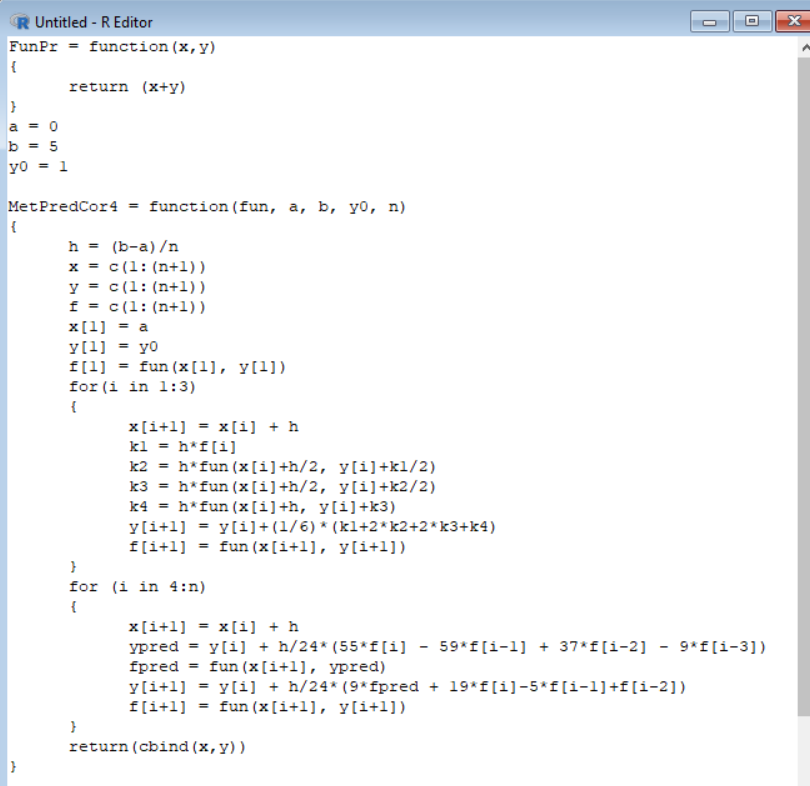 Untitled - R Editor
FunPr = function(x,y)
{
return (x+y)
}
a = 0
b = 5
y0 = 1
MetPredCor4 = function(fun, a, b, y0, n)
{
h = (b-a)/n
x = c(1:(n+1))
y = c(1:(n+1))
f = c(1:(n+1))
x[1] = a
y[1] = y0
f[1] = fun(x[1], y[1])
for(i in 1:3)
{
x[i+1] = x[i] + h
k1 = h*f[i]
k2 = h*fun(x[i]+h/2, y[i]+k1/2)
k3 = h*fun(x[i]+h/2, y[i]+k2/2)
k4 = h*fun(x[i]+h, y[i]+k3)
y[i+1] = y[i]+(1/6)*(k1+2*k2+2*k3+k4)
f[i+1] = fun(x[i+1], y[i+1])
}
for (i in 4:n)
{
x[i+1] = x[i] + h
ypred = y[i] + h/24*(55*f[i] - 59*f[i-1] + 37*f[i-2] - 9*f[i-3])
fpred = fun(x[i+1], ypred)
y[i+1] = y[i] + h/24*(9*fpred + 19*f[i]-5*f[i-1]+f[i-2])
f[i+1] = fun(x[i+1], y[i+1])
}
return(cbind(x,y))
}